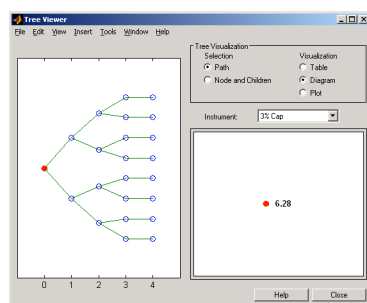 Tree Viewer
File Edit View Insert Tools Window Help
Tree Visualization
Selection
Visualization
Path
Table
Node and Children
Diagram
Plot
Instrument:
3% Cap
6.28
0 1 2 3 4
Help
Close